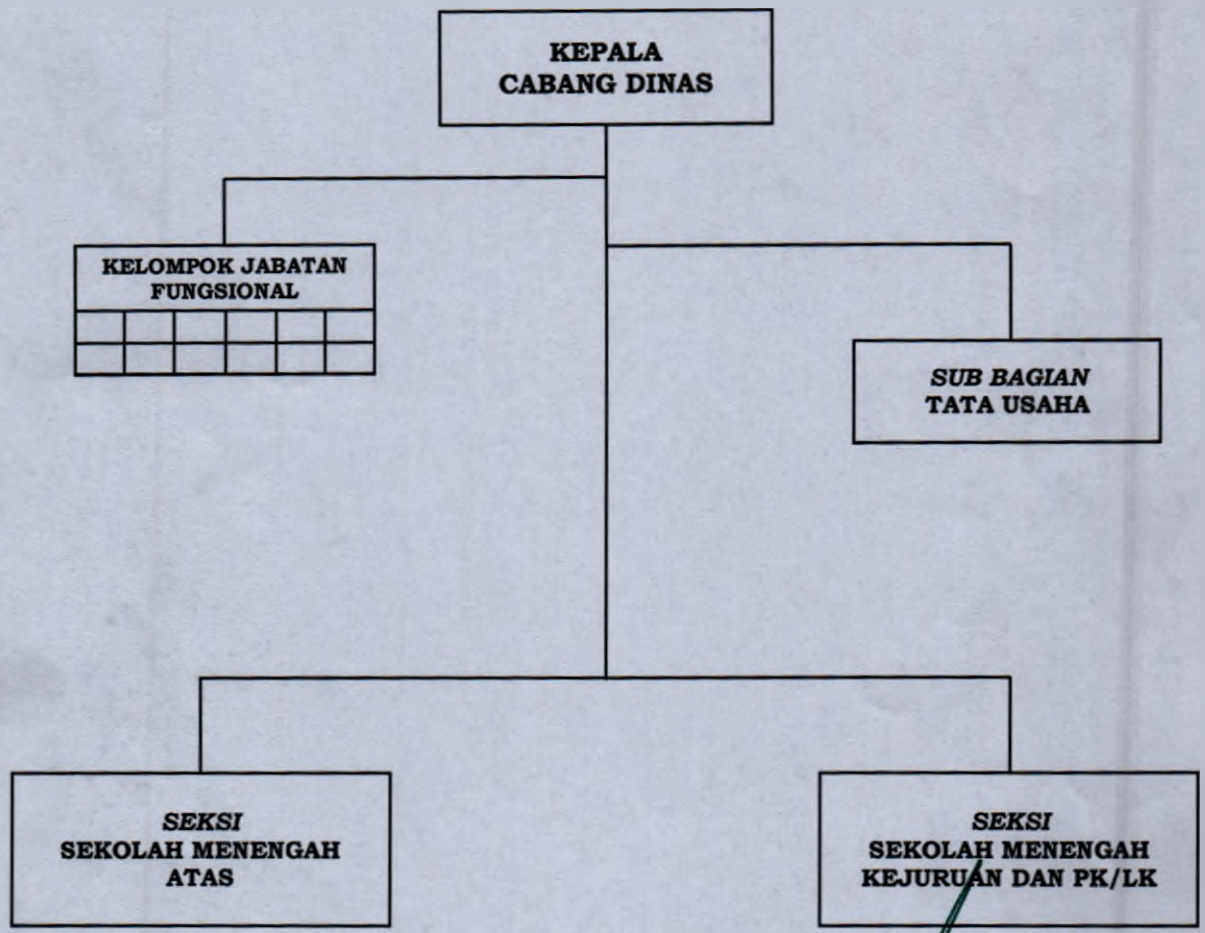 KEPALA
CABANG DINAS
KELOMPOK JABATAN
FUNGSIONAL
SUB BAGIAN
TATA USAHA
SEKSI
SEKOLAH MENENGAH
ATAS
SEKSI
SEKOLAH MENENGAH
KEJURUAN DAN PK/LK